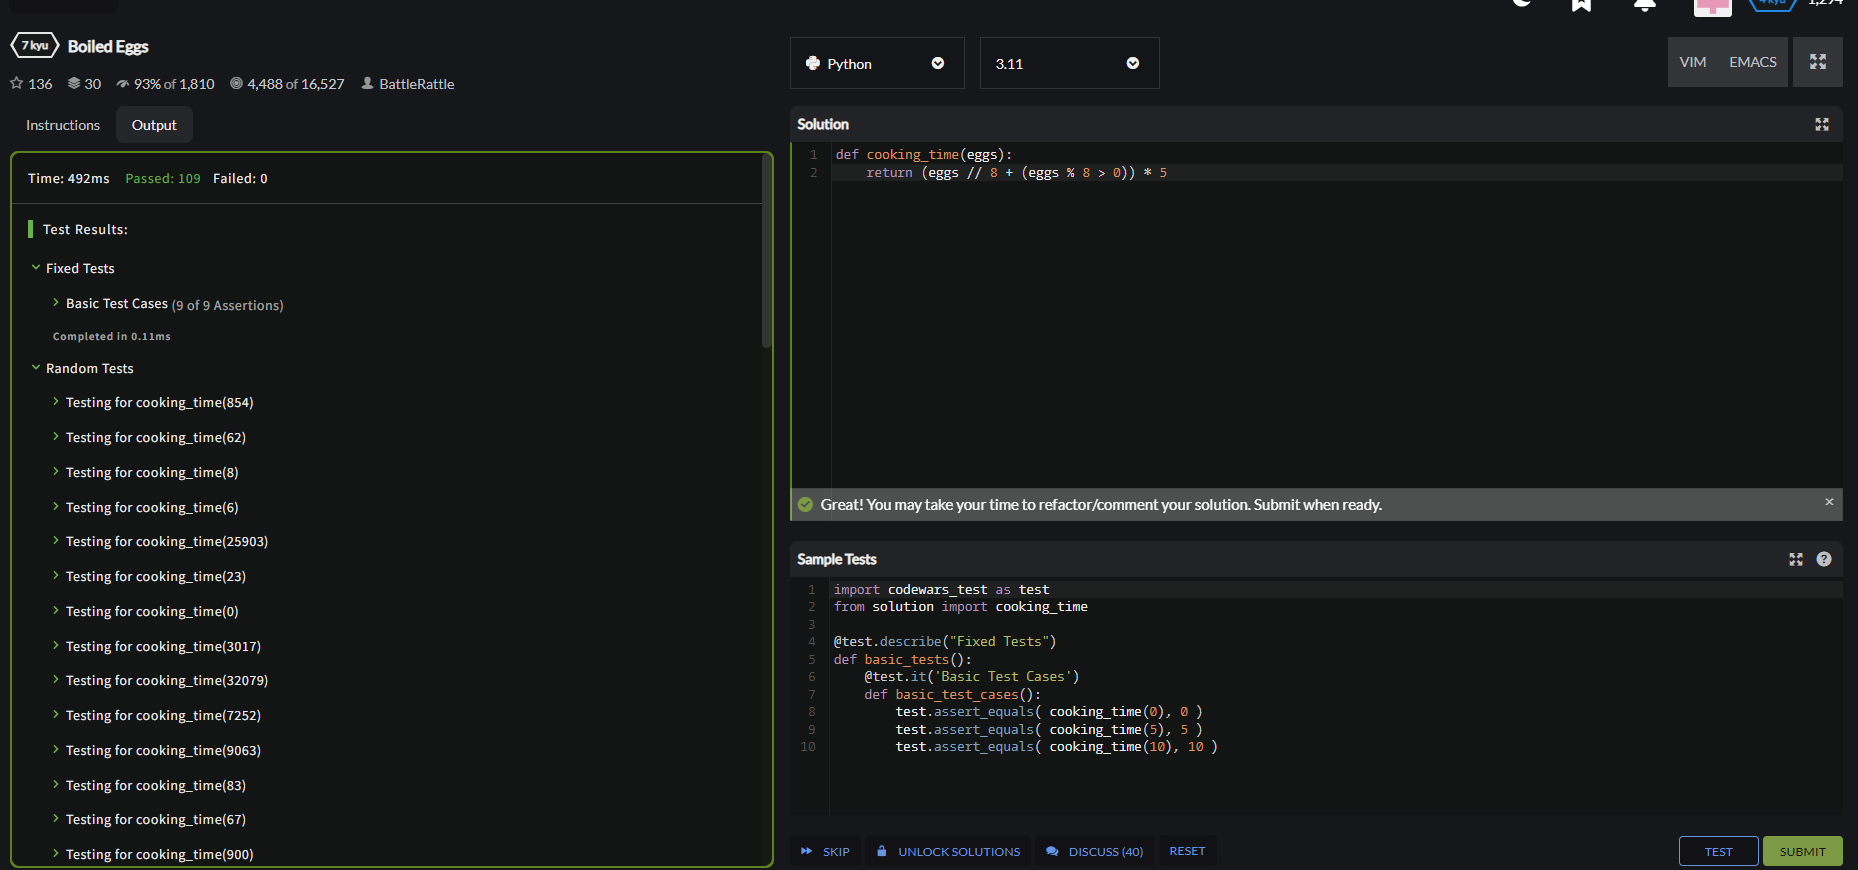 4 kyu
1,294
7 kyu Boiled Eggs
136 30 93% of 1,810 4,488 of 16,527 BattleRattle
Instructions Output
Time: 492ms Passed: 109 Failed: 0
Test Results:
Fixed Tests
Basic Test Cases (9 of 9 Assertions)
Completed in 0.11ms
Random Tests
Testing for cooking_time(854)
Testing for cooking_time(62)
Testing for cooking_time(8)
Testing for cooking_time(6)
Testing for cooking_time(25903)
Testing for cooking_time(23)
Testing for cooking_time(0)
Testing for cooking_time(3017)
Testing for cooking_time(32079)
Testing for cooking_time(7252)
Testing for cooking_time(9063)
Testing for cooking_time(83)
Testing for cooking_time(67)
Testing for cooking_time(900)
Python 3.11 VIM EMACS
Solution
1 def cooking_time(eggs):
2     return (eggs // 8 + (eggs % 8 > 0)) * 5
Great! You may take your time to refactor/comment your solution. Submit when ready. ×
Sample Tests ?
1 import codewars_test as test
2 from solution import cooking_time
3
4 @test.describe("Fixed Tests")
5 def basic_tests():
6     @test.it('Basic Test Cases')
7     def basic_test_cases():
8         test.assert_equals( cooking_time(0), 0 )
9         test.assert_equals( cooking_time(5), 5 )
10         test.assert_equals( cooking_time(10), 10 )
SKIP UNLOCK SOLUTIONS DISCUSS (40) RESET TEST SUBMIT